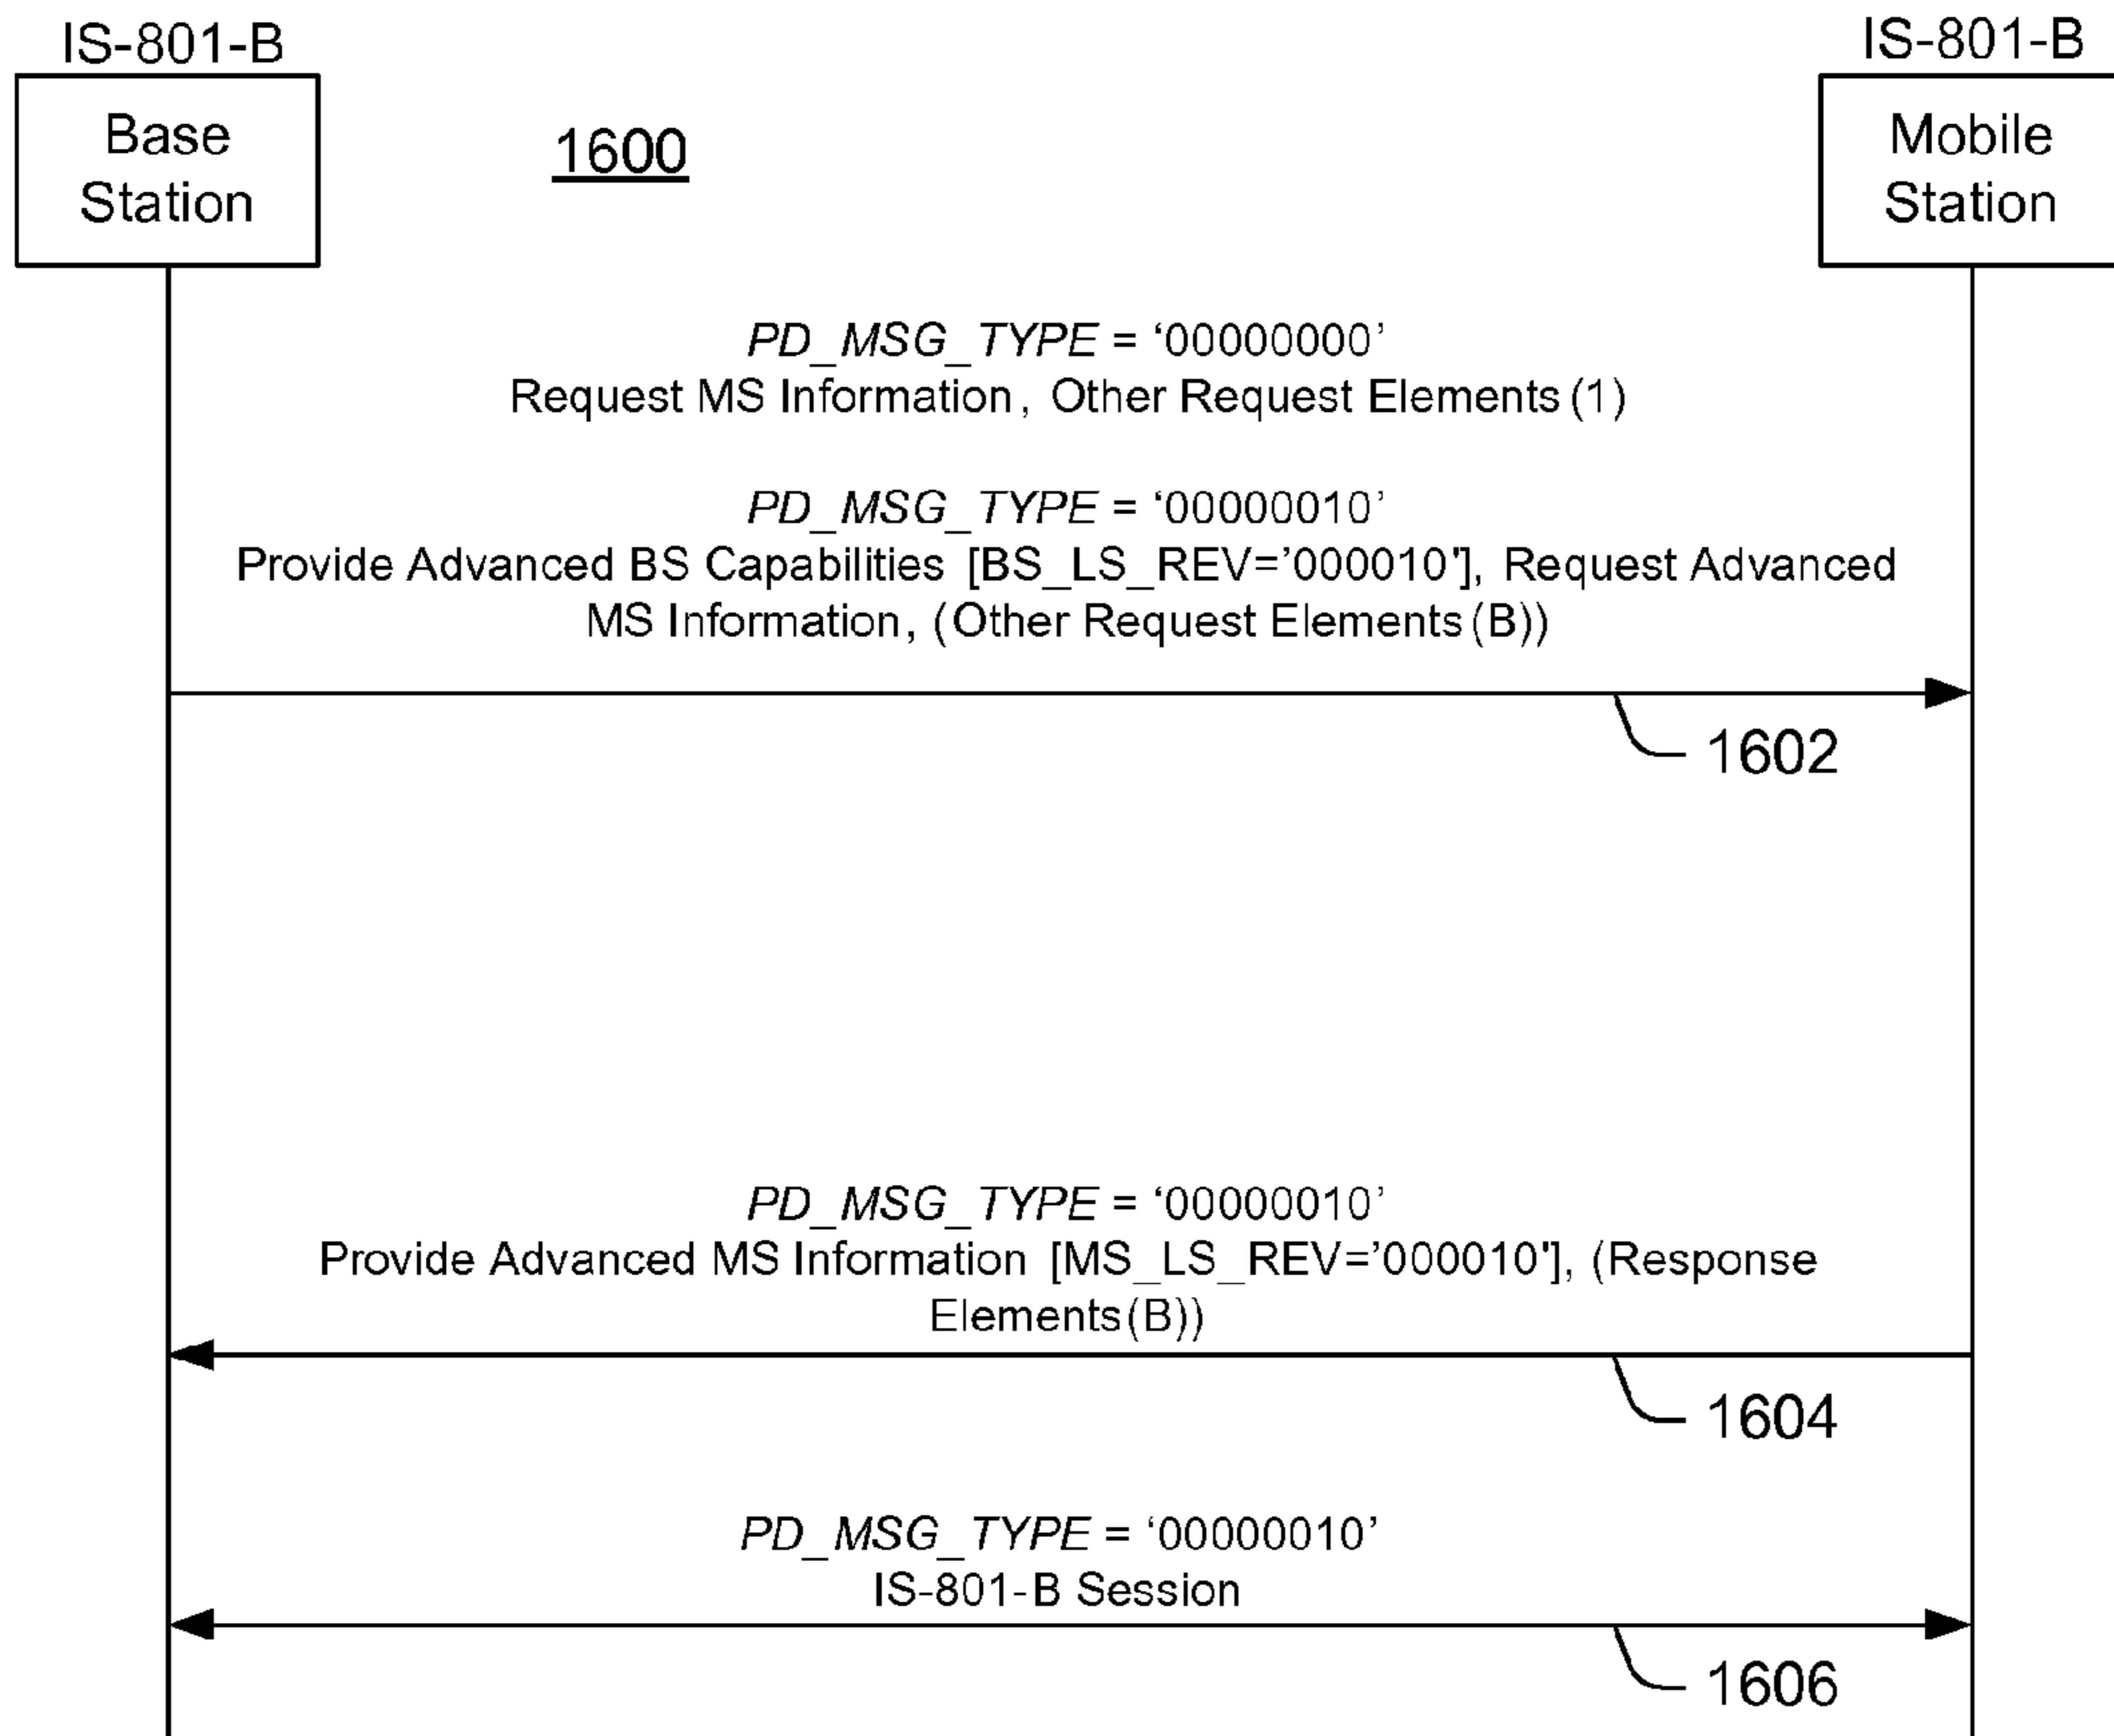 IS-801-B
IS-801-B
Base
Station
1600
Mobile
Station
PD_MSG_TYPE = ‘00000000’
Request MS Information, Other Request Elements (1)
PD_MSG_TYPE = ‘00000010’
Provide Advanced BS Capabilities [BS_LS_REV=’000010'], Request Advanced
MS Information, (Other Request Elements (B))
1602
PD_MSG_TYPE = ‘00000010’
Provide Advanced MS Information [MS_LS_REV=’000010'], (Response
Elements (B))
1604
PD_MSG_TYPE = ‘00000010’
IS-801-B Session
1606